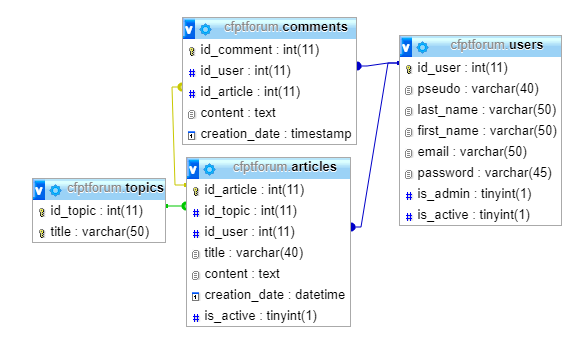 cfptforum.comments
id_comment : int(11)
id_user : int(11)
id_article : int(11)
content : text
creation_date : timestamp
cfptforum.users
id_user : int(11)
pseudo : varchar(40)
last_name : varchar(50)
first_name : varchar(50)
email : varchar(50)
password : varchar(45)
is_admin : tinyint(1)
is_active : tinyint(1)
cfptforum.topics
id_topic : int(11)
title : varchar(50)
cfptforum.articles
id_article : int(11)
id_topic : int(11)
id_user : int(11)
title : varchar(40)
content : text
creation_date : datetime
is_active : tinyint(1)